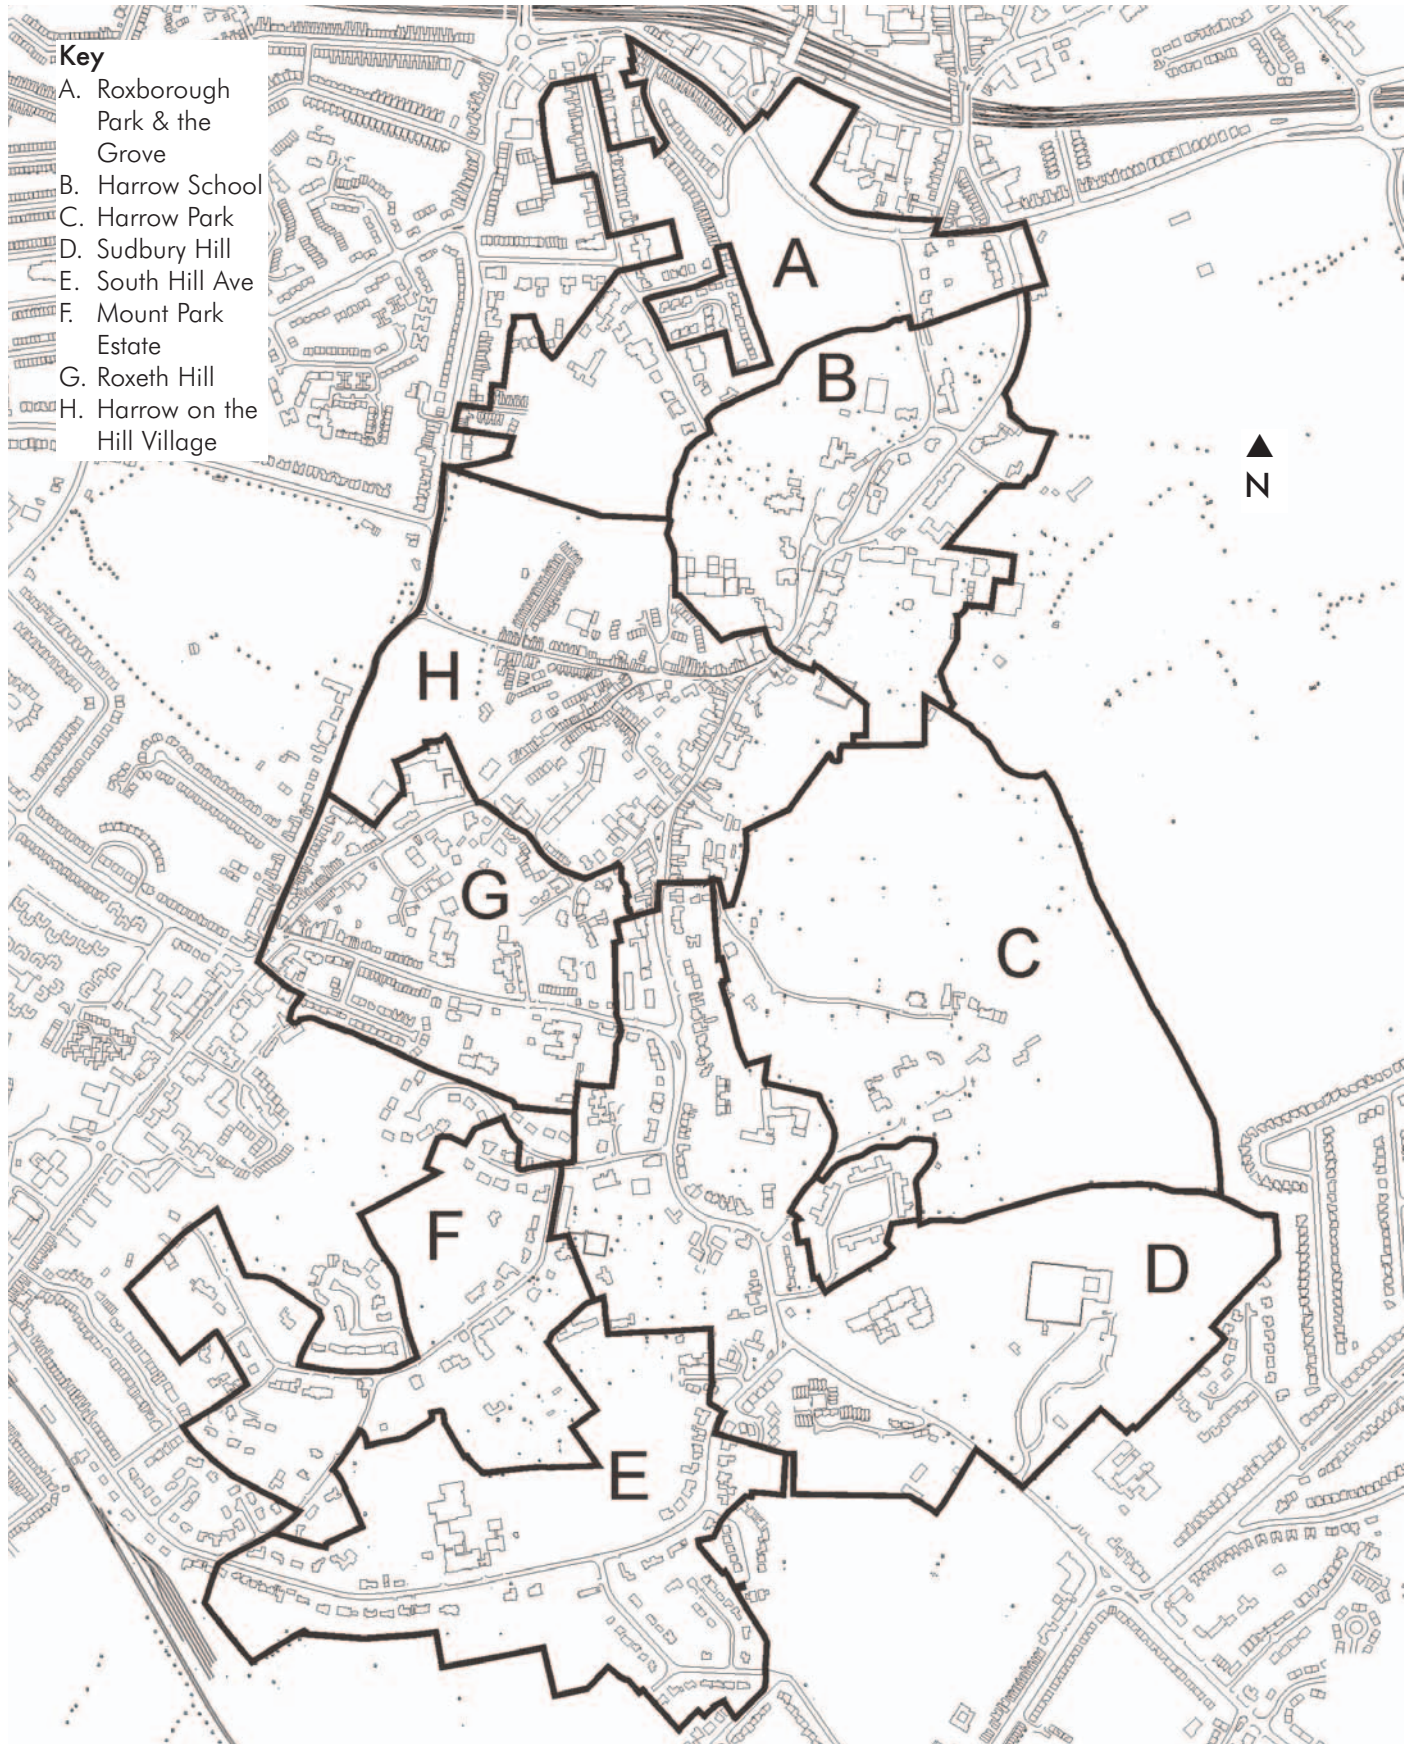 Key
A. Roxborough
Park & the
Grove
B. Harrow School
C. Harrow Park
D. Sudbury Hill
E. South Hill Ave
F. Mount Park
Estate
G. Roxeth Hill
H. Harrow on the
Hill Village
A
B
N
H
G
C
F
D
E